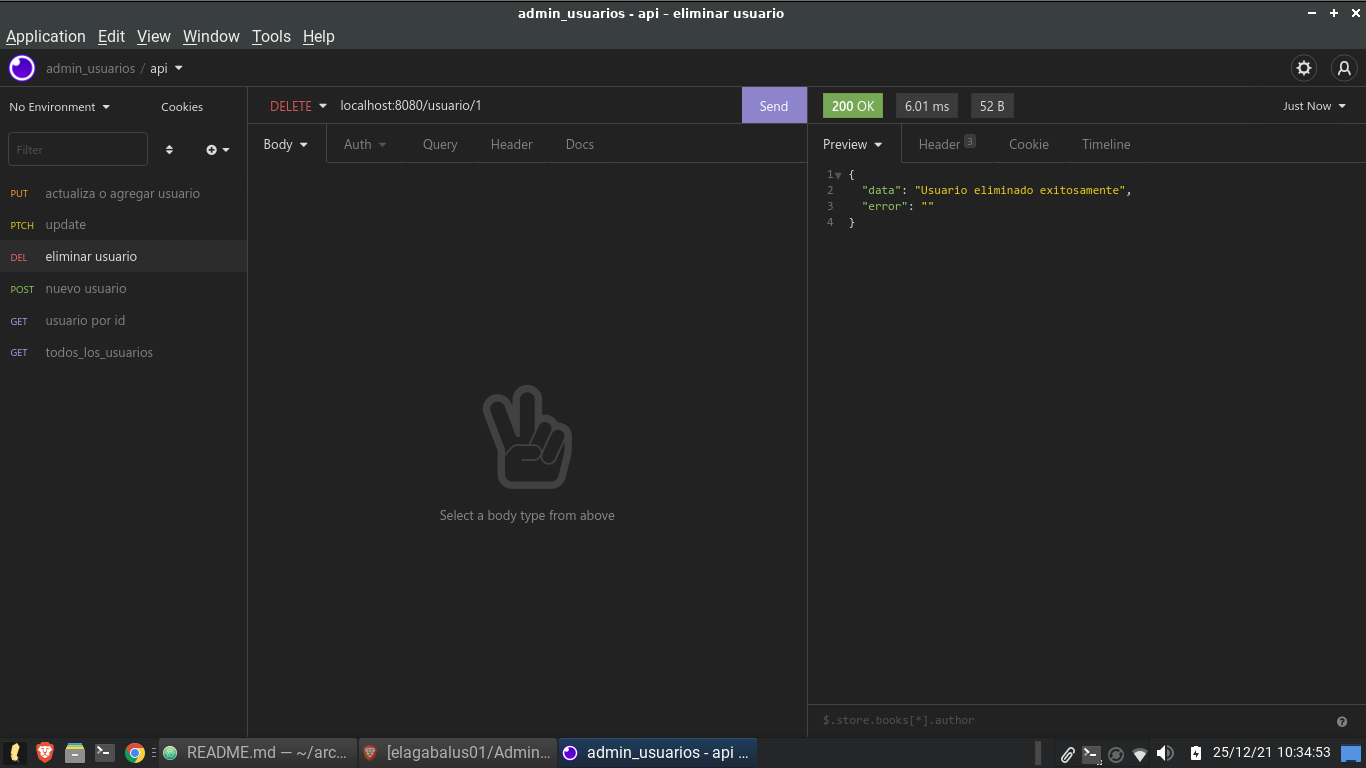 admin_usuarios - api – eliminar usuario
Application Edit View Window Tools Help
admin_usuarios / api
No Environment Cookies
DELETE localhost:8080/usuario/1 Send
200 OK 6.01 ms 52 B Just Now
Filter
Body Auth Query Header Docs
Preview Header 3 Cookie Timeline
PUT actualiza o agregar usuario
PTCH update
DEL eliminar usuario
POST nuevo usuario
GET usuario por id
GET todos_los_usuarios
1 {
2 "data": "Usuario eliminado exitosamente",
3 "error": ""
4 }
Select a body type from above
$.store.books[*].author
README.md — ~/arc... [elagabalus01/Admin... admin_usuarios - api ... 25/12/21 10:34:53